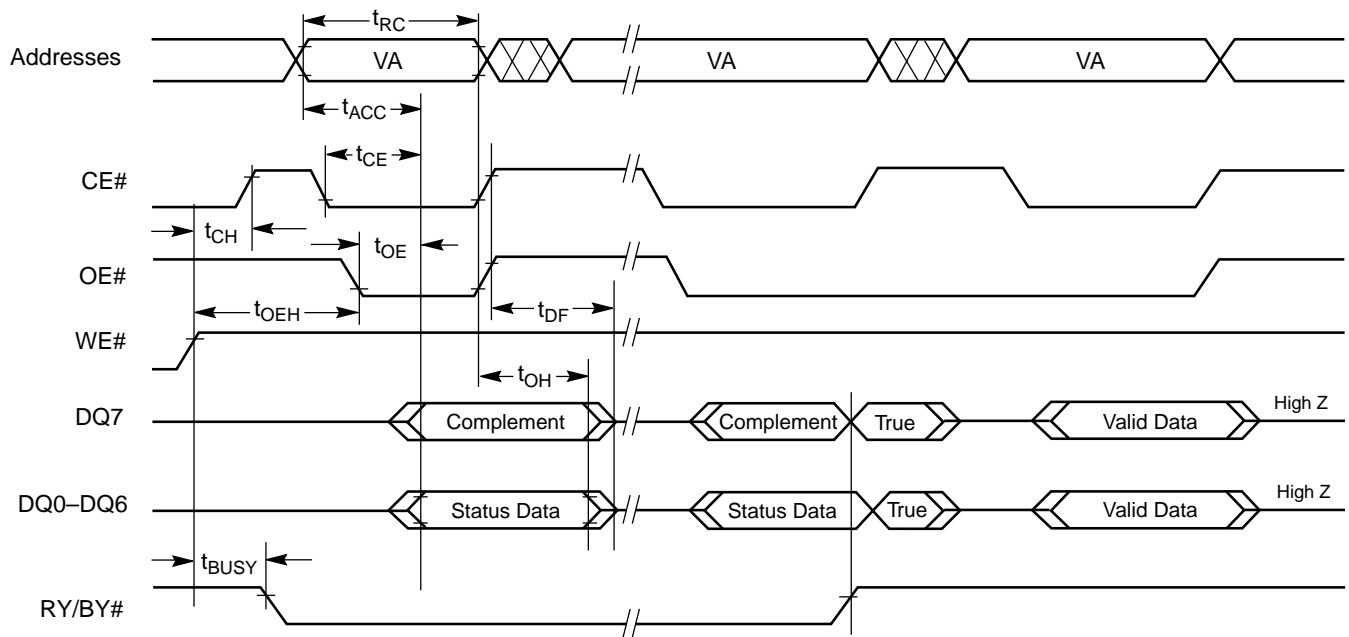 tRC
Addresses VA VA VA
tACC
tCE
CE#
tCH tOE
OE#
tOEH tDF
WE#
tOH
DQ7 Complement Complement True Valid Data High Z
DQ0–DQ6 Status Data Status Data True Valid Data High Z
tBUSY
RY/BY#